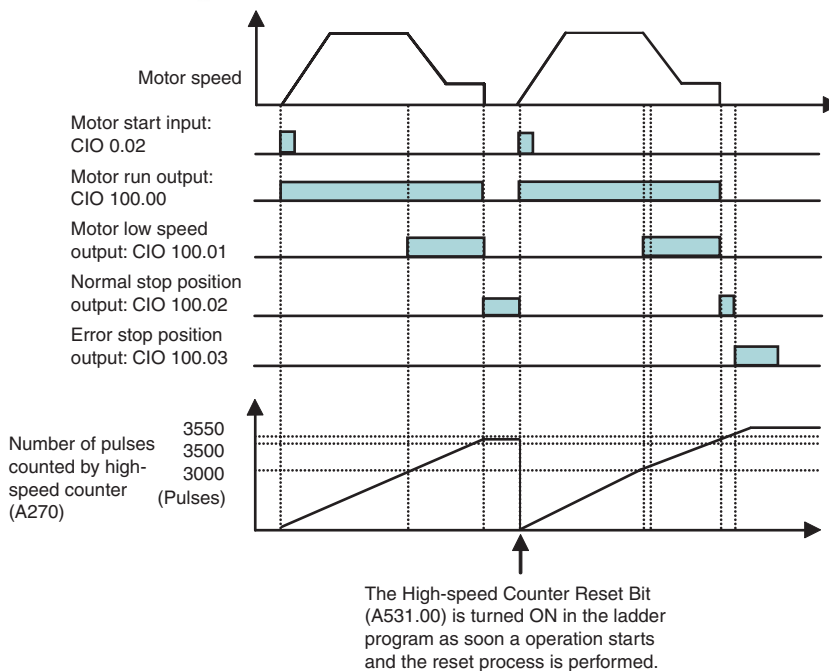 Motor speed
Motor start input:
CIO 0.02
Motor run output:
CIO 100.00
Motor low speed
output: CIO 100.01
Normal stop position
output: CIO 100.02
Error stop position
output: CIO 100.03
Number of pulses
counted by high-
speed counter
(A270)
3550
3500
3000
(Pulses)
The High-speed Counter Reset Bit
(A531.00) is turned ON in the ladder
program as soon a operation starts
and the reset process is performed.